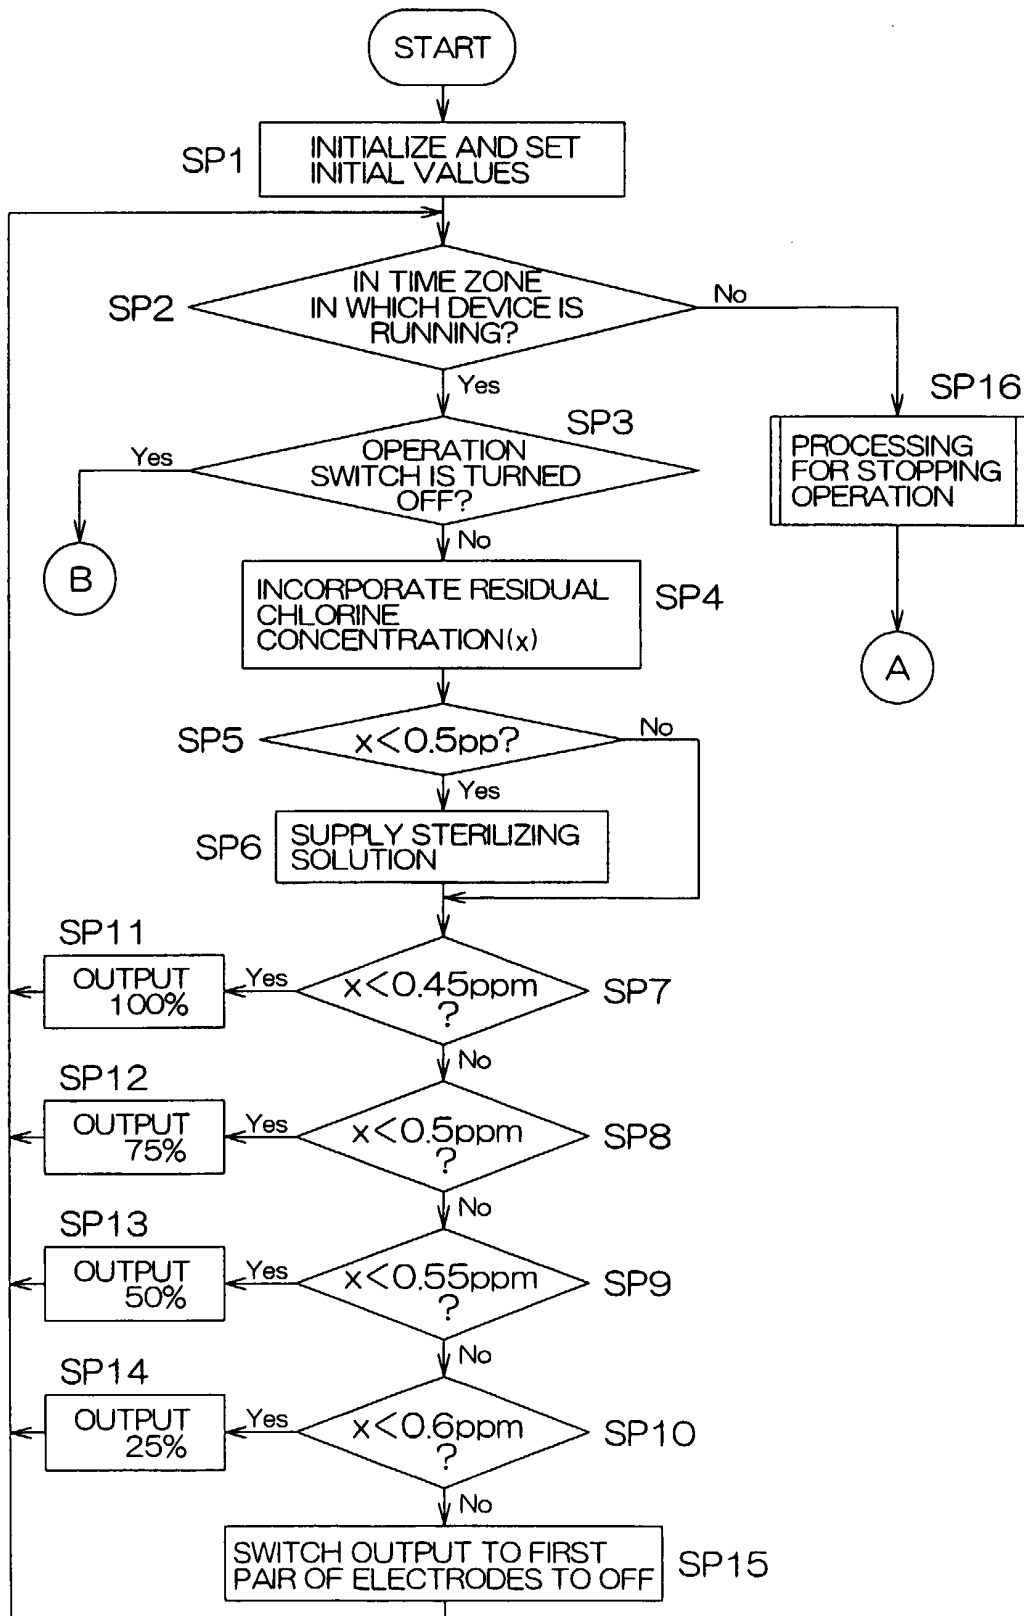 START
SP1
INITIALIZE AND SET
INITIAL VALUES
SP2
IN TIME ZONE
IN WHICH DEVICE IS
RUNNING?
No
Yes
SP16
PROCESSING
FOR STOPPING
OPERATION
A
SP3
OPERATION
SWITCH IS TURNED
OFF?
Yes
B
No
INCORPORATE RESIDUAL
CHLORINE
CONCENTRATION(x)
SP4
SP5
x<0.5pp?
No
Yes
SP6
SUPPLY STERILIZING
SOLUTION
SP11
OUTPUT
100%
Yes
x<0.45ppm
?
SP7
No
SP12
OUTPUT
75%
Yes
x<0.5ppm
?
SP8
No
SP13
OUTPUT
50%
Yes
x<0.55ppm
?
SP9
No
SP14
OUTPUT
25%
Yes
x<0.6ppm
?
SP10
No
SWITCH OUTPUT TO FIRST
PAIR OF ELECTRODES TO OFF
SP15